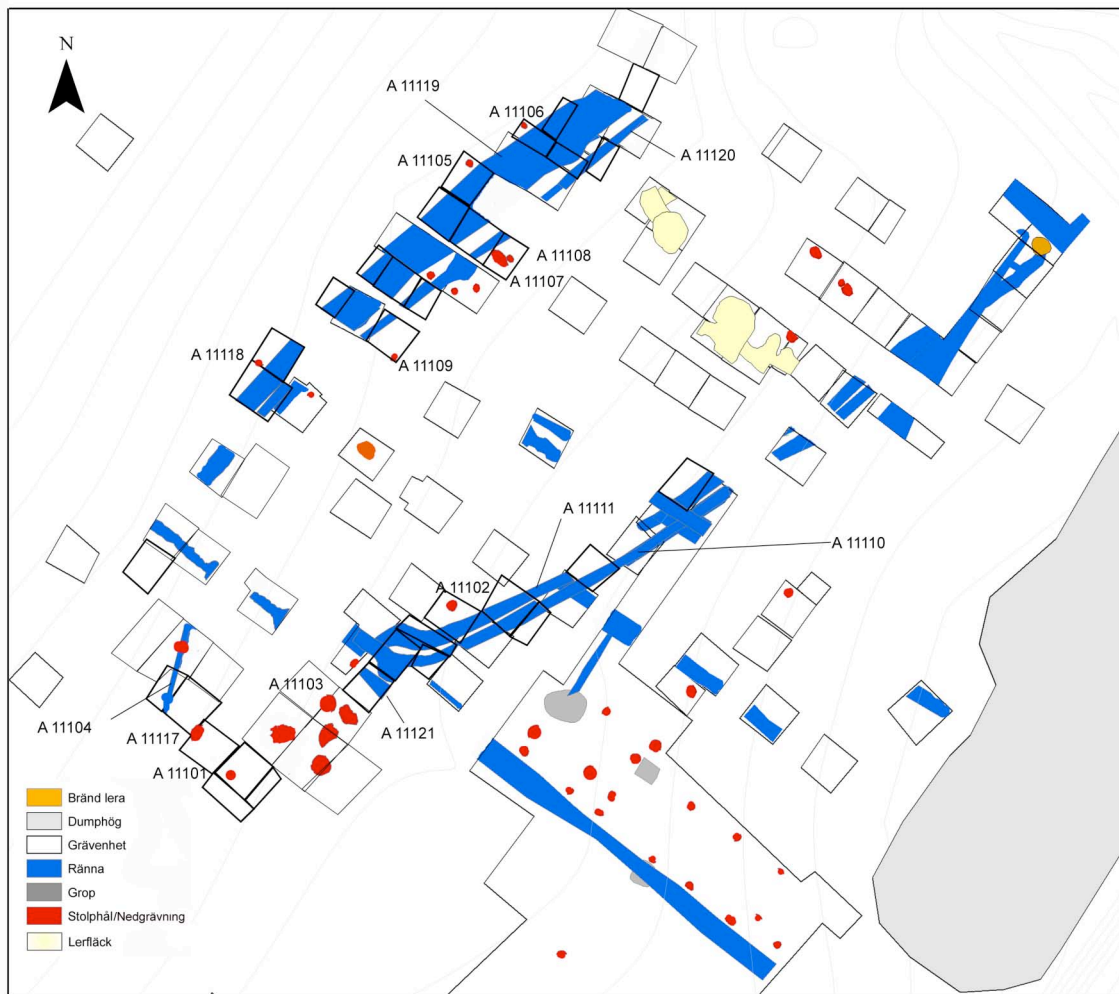 N
A 11119
A 11106
A 11120
A 11105
A 11108
A 11107
A 11109
A 11118
A 11111
A 11110
A 11102
A 11103
A 11104
A 11117
A 11121
A 11101
Bränd lera
Dumphög
Grävenhet
Ränna
Grop
Stolphål/Nedgrävning
Lerfläck